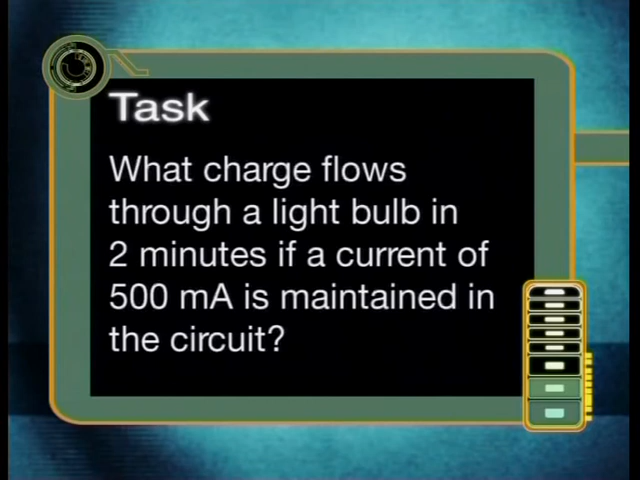 Task
What charge flows
through a light bulb in
2 minutes if a current of
500 mA is maintained in
the circuit?